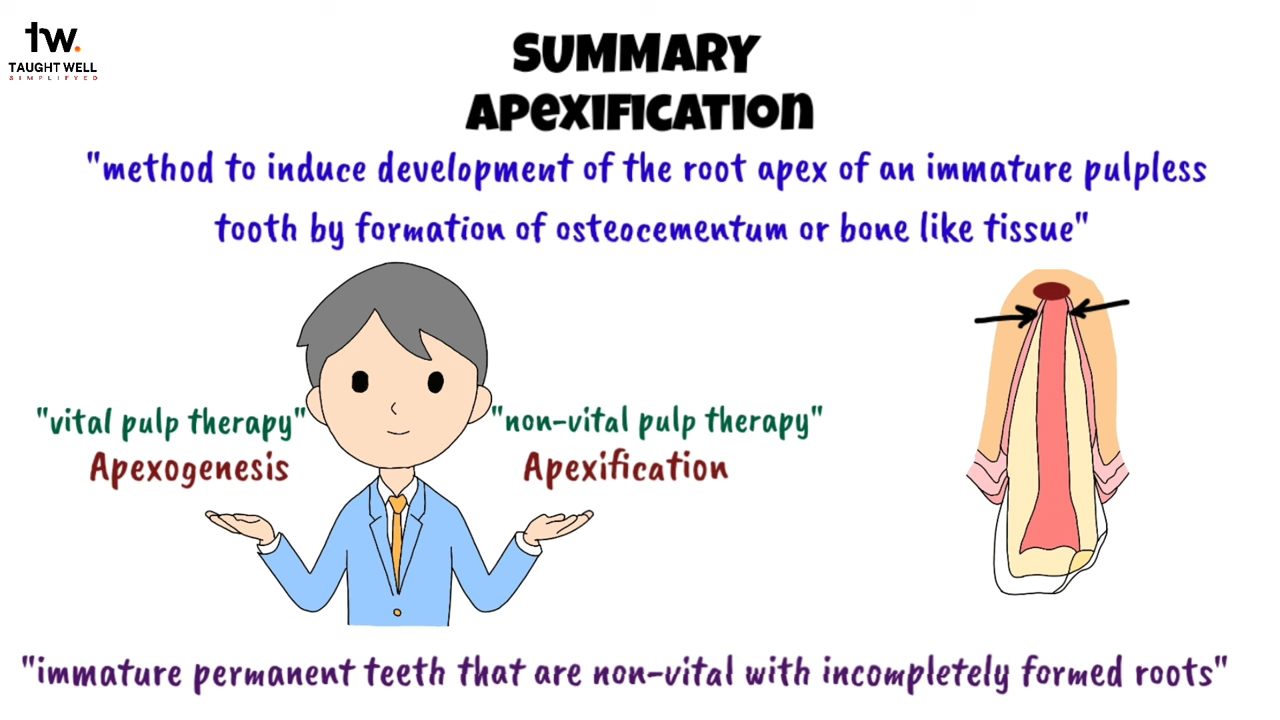 tw.
TAUGHT WELL
SIMPLIFYED
SUMMARY
APEXIFICATION
"method to induce development of the root apex of an immature pulpless
tooth by formation of osteocementum or bone like tissue"
"vital pulp therapy"
Apexogenesis
"non-vital pulp therapy"
Apexification
"immature permanent teeth that are non-vital with incompletely formed roots"